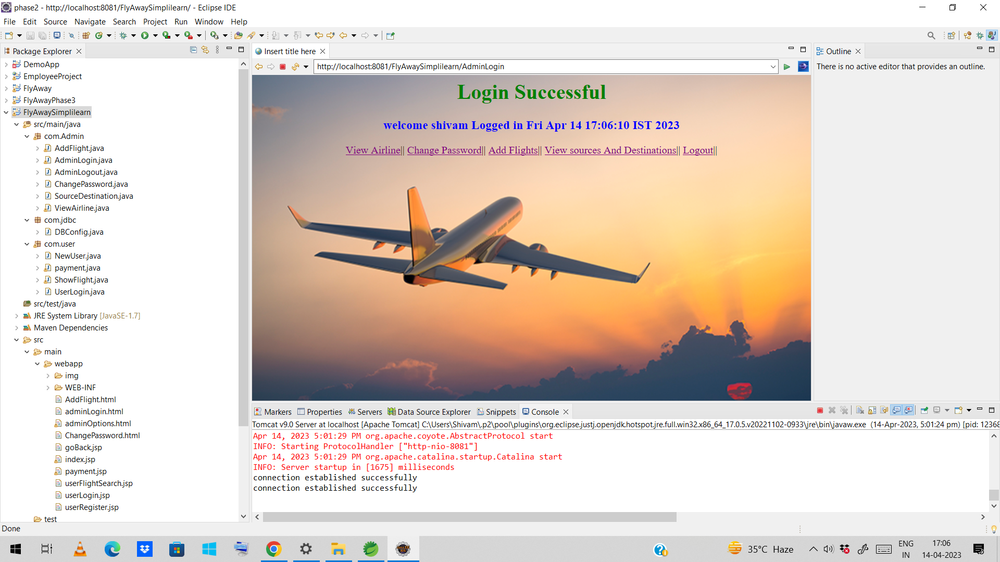 phase2 - http://localhost:8081/FlyAwaySimplilearn/ - Eclipse IDE
File Edit Source Navigate Search Project Run Window Help
Package Explorer
DemoApp
EmployeeProject
FlyAway
FlyAwayPhase3
FlyAwaySimplilearn
src/main/java
com.Admin
AddFlight.java
AdminLogin.java
AdminLogout.java
ChangePassword.java
SourceDestination.java
ViewAirline.java
com.jdbc
DBConfig.java
com.user
NewUser.java
payment.java
ShowFlight.java
UserLogin.java
src/test/java
JRE System Library [JavaSE-1.7]
Maven Dependencies
src
main
webapp
img
WEB-INF
AddFlight.html
adminLogin.html
adminOptions.html
ChangePassword.html
goBack.jsp
index.jsp
payment.jsp
userFlightSearch.jsp
userLogin.jsp
userRegister.jsp
test
Insert title here
http://localhost:8081/FlyAwaySimplilearn/AdminLogin
Login Successful
welcome shivam Logged in Fri Apr 14 17:06:10 IST 2023
View Airline|| Change Password|| Add Flights|| View sources And Destinations|| Logout||
Outline
There is no active editor that provides an outline.
Markers Properties Servers Data Source Explorer Snippets Console
Tomcat v9.0 Server at localhost [Apache Tomcat] C:\Users\Shivam\.p2\pool\plugins\org.eclipse.justj.openjdk.hotspot.jre.full.win32.x86_64_17.0.5.v20221102-0933\jre\bin\javaw.exe (14-Apr-2023, 5:01:24 pm) [pid: 12368
Apr 14, 2023 5:01:29 PM org.apache.coyote.AbstractProtocol start
INFO: Starting ProtocolHandler ["http-nio-8081"]
Apr 14, 2023 5:01:29 PM org.apache.catalina.startup.Catalina start
INFO: Server startup in [1675] milliseconds
connection established successfully
connection established successfully
Done
35°C Haze
ENG
IN
17:06
14-04-2023